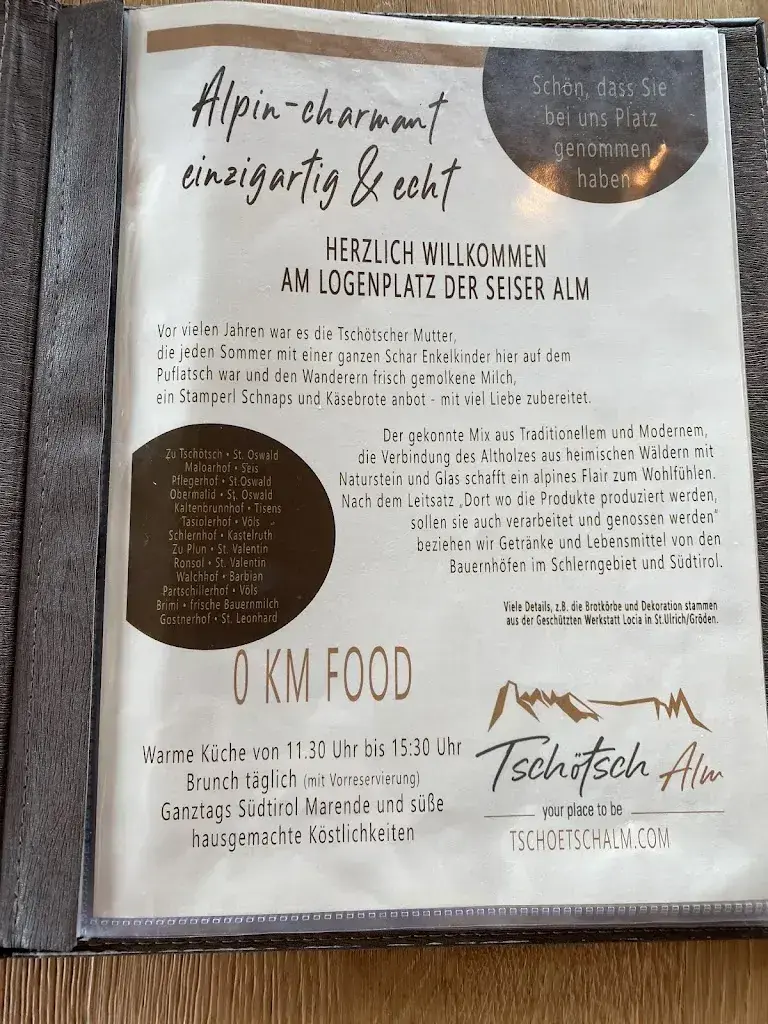 Alpin-charmant
einzigartig & echt
Schön, dass Sie
bei uns Platz
genommen
haben
HERZLICH WILLKOMMEN
AM LOGENPLATZ DER SEISER ALM
Vor vielen Jahren war es die Tschötscher Mutter,
die jeden Sommer mit einer ganzen Schar Enkelkinder hier auf dem
Puflatsch war und den Wanderern frisch gemolkene Milch,
ein Stamperl Schnaps und Käsebrote anbot - mit viel Liebe zubereitet.
Der gekonnte Mix aus Traditionellem und Modernem,
die Verbindung des Altholzes aus heimischen Wäldern mit
Naturstein und Glas schafft ein alpines Flair zum Wohlfühlen.
Nach dem Leitsatz „Dort wo die Produkte produziert werden,
sollen sie auch verarbeitet und genossen werden"
beziehen wir Getränke und Lebensmittel von den
Bauernhöfen im Schlerngebiet und Südtirol.
Zu Tschötsch • St. Oswald
Maloarhof • Seis
Pflegerhof • St.Oswald
Obermalid • St. Oswald
Kaltenbrunnhof • Tisens
Tasiolerhof • Völs
Schlernhof • Kastelruth
Zu Plun • St. Valentin
Ronsol • St. Valentin
Walchhof • Barbian
Partschillerhof • Völs
Brimi • frische Bauernmilch
Gostnerhof • St. Leonhard
Viele Details, z.B. die Brotkörbe und Dekoration stammen
aus der Geschützten Werkstatt Locia in St.Ulrich/Gröden.
0 KM FOOD
Warme Küche von 11.30 Uhr bis 15:30 Uhr
Brunch täglich (mit Vorreservierung)
Ganztags Südtirol Marende und süße
hausgemachte Köstlichkeiten
Tschötsch Alm
your place to be
TSCHOETSCHALM.COM